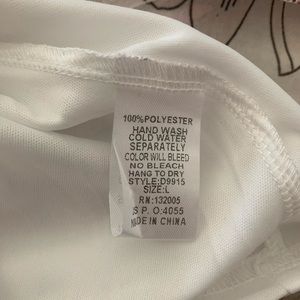 100%POLYESTER
HAND WASH
COLD WATER
SEPARATELY
COLOR WILL BLEED
NO BLEACH
HANG TO DRY
STYLE:D9915
SIZE:L
RN:132005
S P. O:4055
MADE IN CHINA